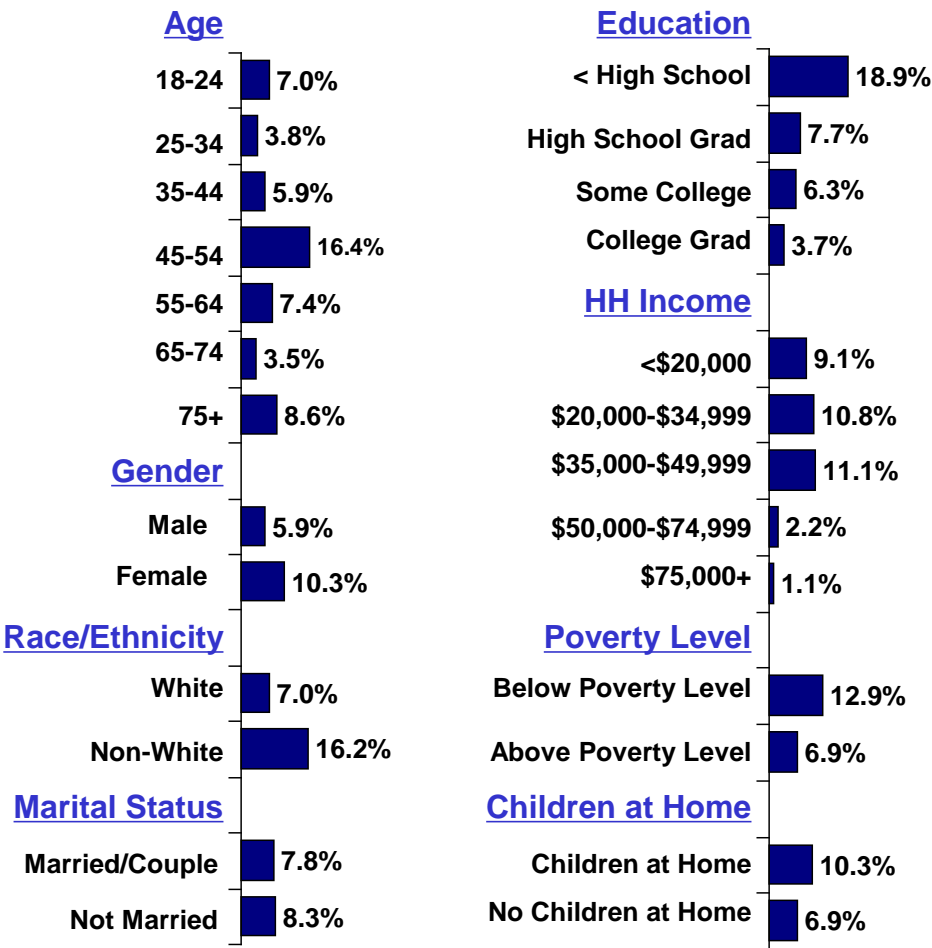 Age
18-24 7.0%
25-34 3.8%
35-44 5.9%
45-54 16.4%
55-64 7.4%
65-74 3.5%
75+ 8.6%
Gender
Male 5.9%
Female 10.3%
Race/Ethnicity
White 7.0%
Non-White 16.2%
Marital Status
Married/Couple 7.8%
Not Married 8.3%
Education
< High School 18.9%
High School Grad 7.7%
Some College 6.3%
College Grad 3.7%
HH Income
<$20,000 9.1%
$20,000-$34,999 10.8%
$35,000-$49,999 11.1%
$50,000-$74,999 2.2%
$75,000+ 1.1%
Poverty Level
Below Poverty Level 12.9%
Above Poverty Level 6.9%
Children at Home
Children at Home 10.3%
No Children at Home 6.9%